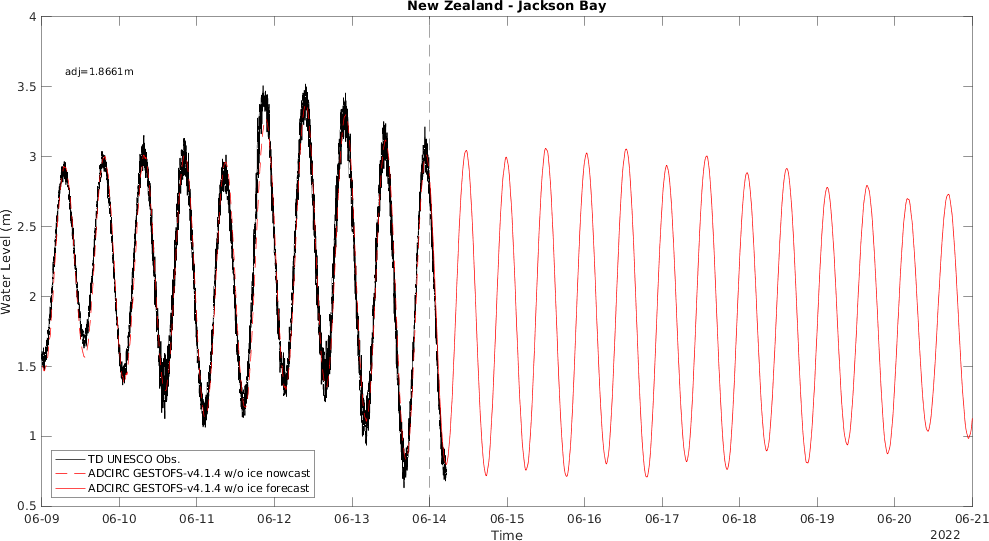 New Zealand - Jackson Bay
4
adj=1.8661m
3.5
3
2.5
Water Level (m)
2
1.5
1
0.5
TD UNESCO Obs.
ADCIRC GESTOFS-v4.1.4 w/o ice nowcast
ADCIRC GESTOFS-v4.1.4 w/o ice forecast
06-09 06-10 06-11 06-12 06-13 06-14 06-15 06-16 06-17 06-18 06-19 06-20 06-21
Time
2022